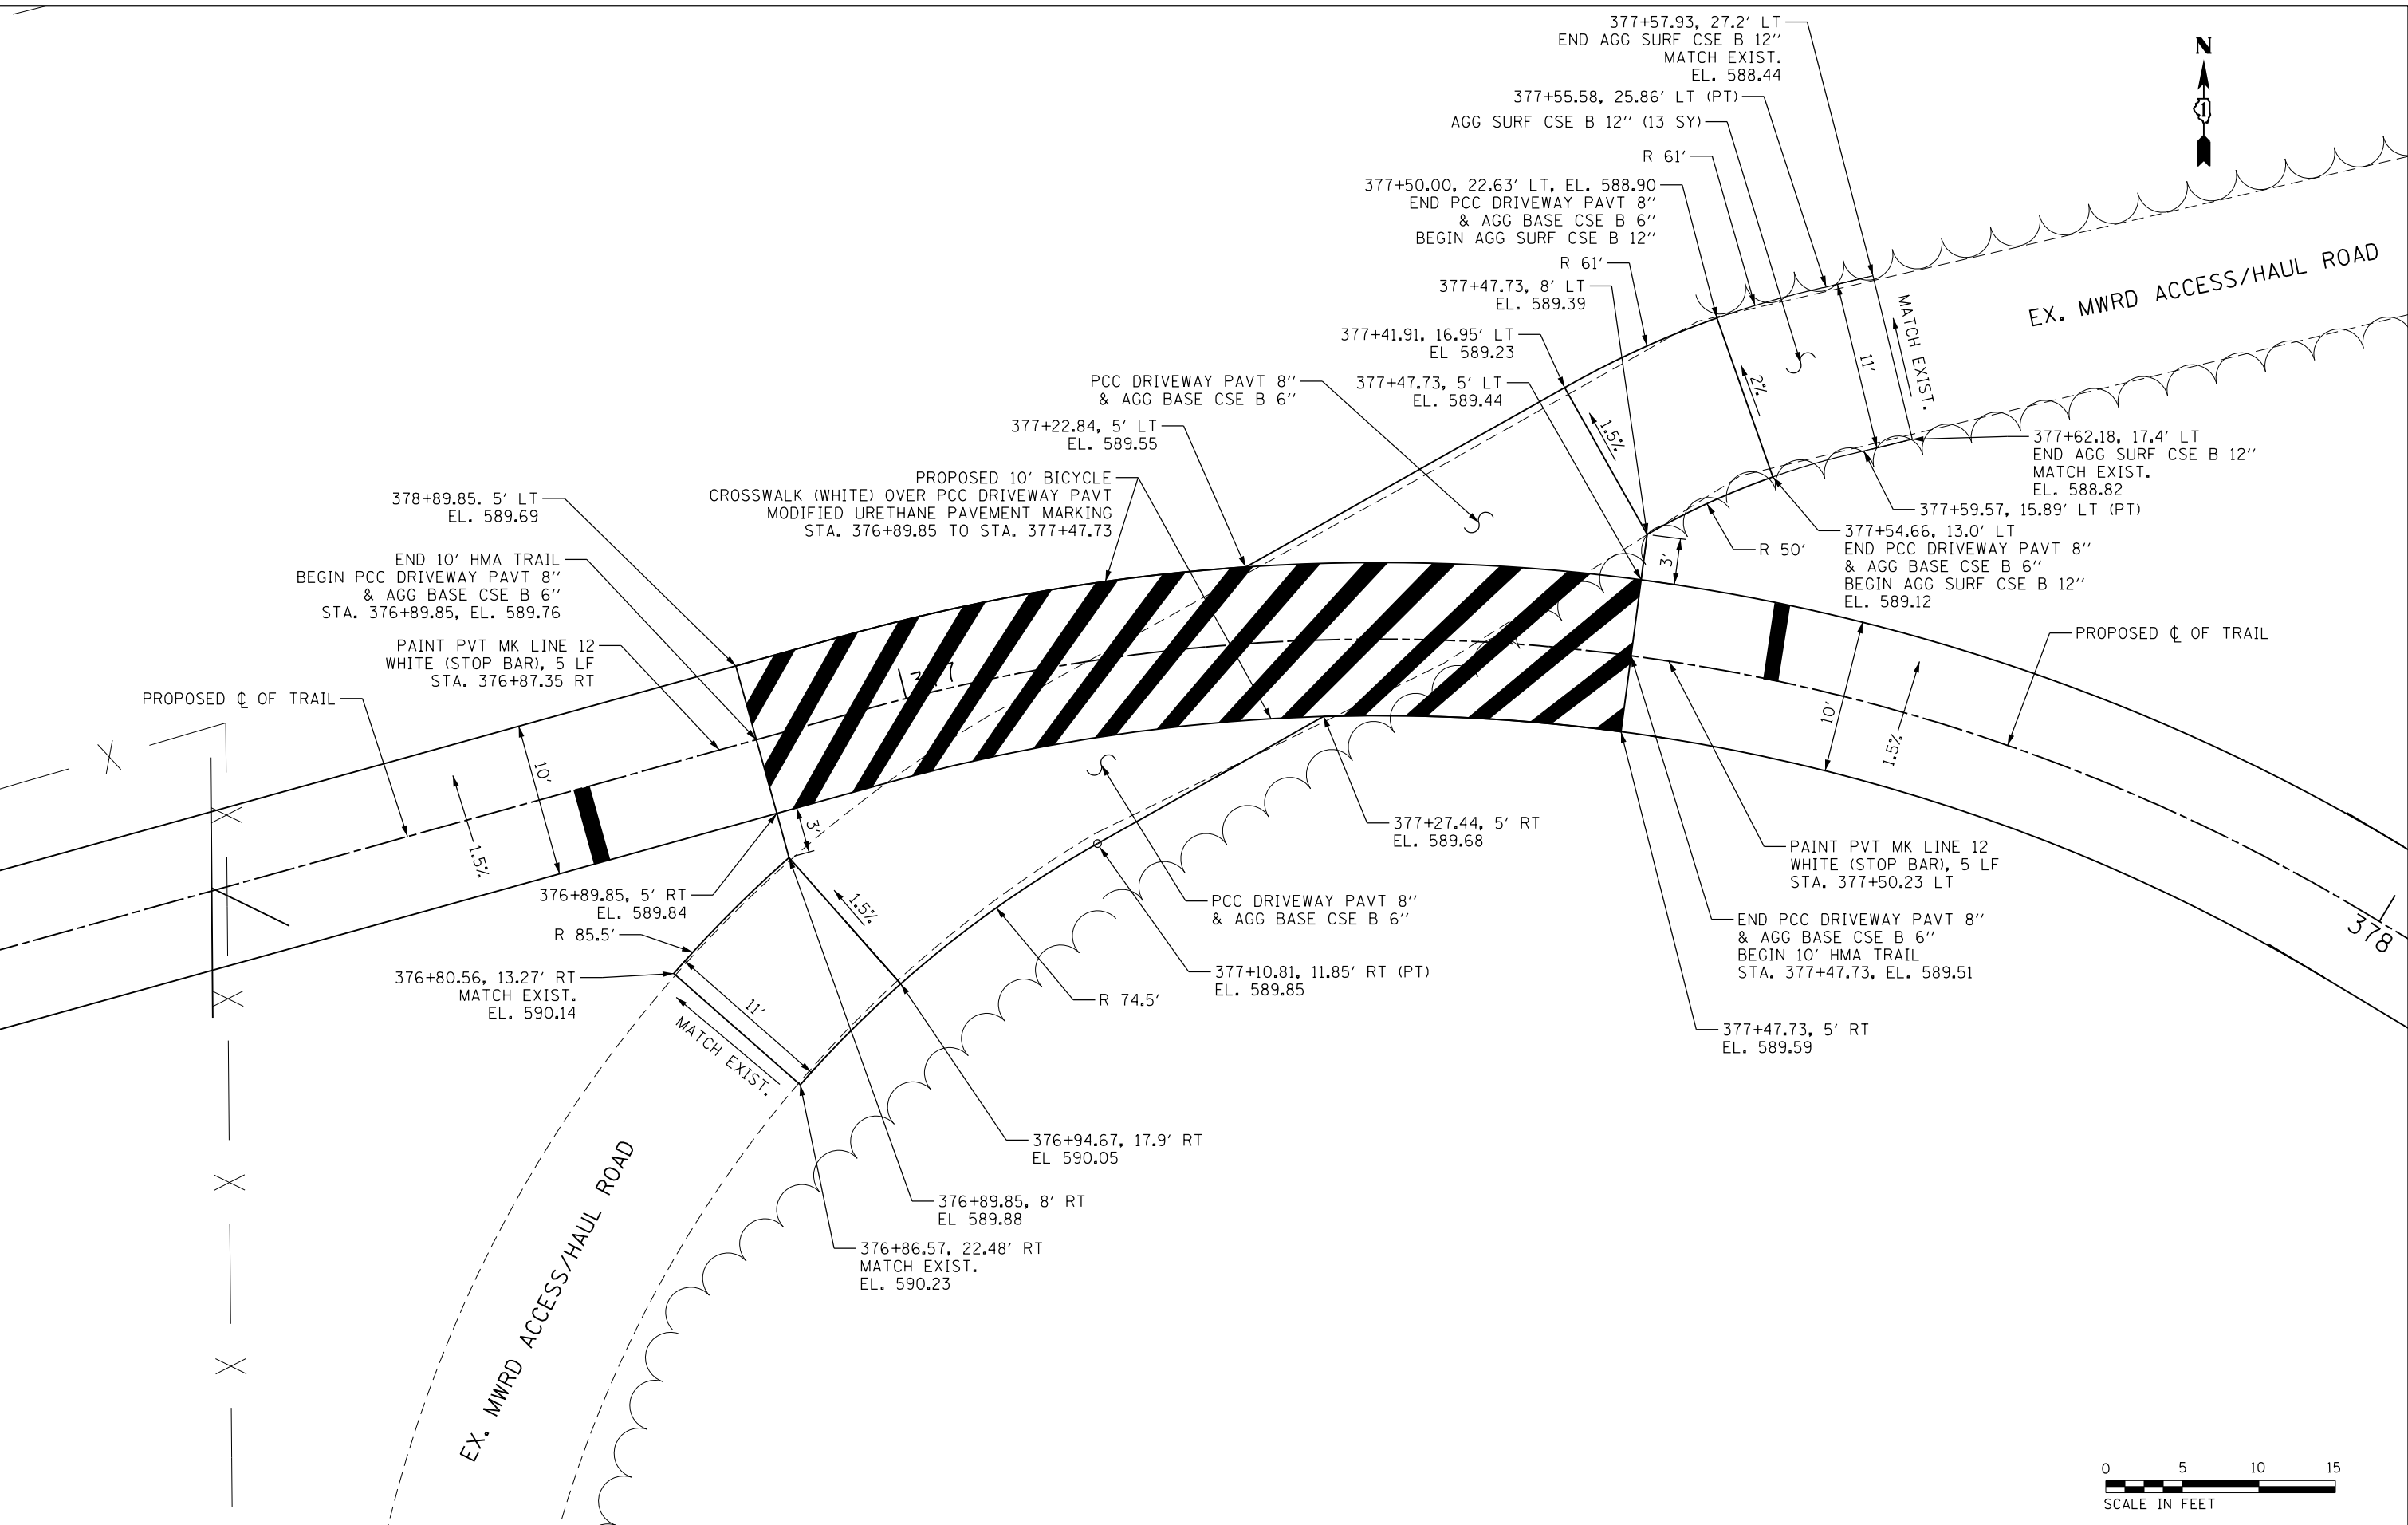 377+57.93, 27.2' LT
END AGG SURF CSE B 12"
MATCH EXIST.
EL. 588.44
N
1
377+55.58, 25.86' LT (PT)
AGG SURF CSE B 12" (13 SY)
R 61'
377+50.00, 22.63' LT, EL. 588.90
END PCC DRIVEWAY PAVT 8"
& AGG BASE CSE B 6"
BEGIN AGG SURF CSE B 12"
R 61'
377+47.73, 8' LT
EL. 589.39
377+41.91, 16.95' LT
EL 589.23
377+47.73, 5' LT
EL. 589.44
PCC DRIVEWAY PAVT 8"
& AGG BASE CSE B 6"
377+22.84, 5' LT
EL. 589.55
PROPOSED 10' BICYCLE
CROSSWALK (WHITE) OVER PCC DRIVEWAY PAVT
MODIFIED URETHANE PAVEMENT MARKING
STA. 376+89.85 TO STA. 377+47.73
378+89.85. 5' LT
EL. 589.69
END 10' HMA TRAIL
BEGIN PCC DRIVEWAY PAVT 8"
& AGG BASE CSE B 6"
STA. 376+89.85, EL. 589.76
PAINT PVT MK LINE 12
WHITE (STOP BAR), 5 LF
STA. 376+87.35 RT
PROPOSED ℄ OF TRAIL
EX. MWRD ACCESS/HAUL ROAD
MATCH EXIST.
11'
2%
1.5%
3'
377+62.18, 17.4' LT
END AGG SURF CSE B 12"
MATCH EXIST.
EL. 588.82
377+59.57, 15.89' LT (PT)
377+54.66, 13.0' LT
END PCC DRIVEWAY PAVT 8"
& AGG BASE CSE B 6"
BEGIN AGG SURF CSE B 12"
EL. 589.12
R 50'
PROPOSED ℄ OF TRAIL
10'
1.5%
377
10'
1.5%
378
3'
376+89.85, 5' RT
EL. 589.84
R 85.5'
376+80.56, 13.27' RT
MATCH EXIST.
EL. 590.14
1.5%
11'
MATCH EXIST.
377+27.44, 5' RT
EL. 589.68
PCC DRIVEWAY PAVT 8"
& AGG BASE CSE B 6"
377+10.81, 11.85' RT (PT)
EL. 589.85
R 74.5'
PAINT PVT MK LINE 12
WHITE (STOP BAR), 5 LF
STA. 377+50.23 LT
END PCC DRIVEWAY PAVT 8"
& AGG BASE CSE B 6"
BEGIN 10' HMA TRAIL
STA. 377+47.73, EL. 589.51
377+47.73, 5' RT
EL. 589.59
376+94.67, 17.9' RT
EL 590.05
376+89.85, 8' RT
EL 589.88
376+86.57, 22.48' RT
MATCH EXIST.
EL. 590.23
EX. MWRD ACCESS/HAUL ROAD
0 5 10 15
SCALE IN FEET